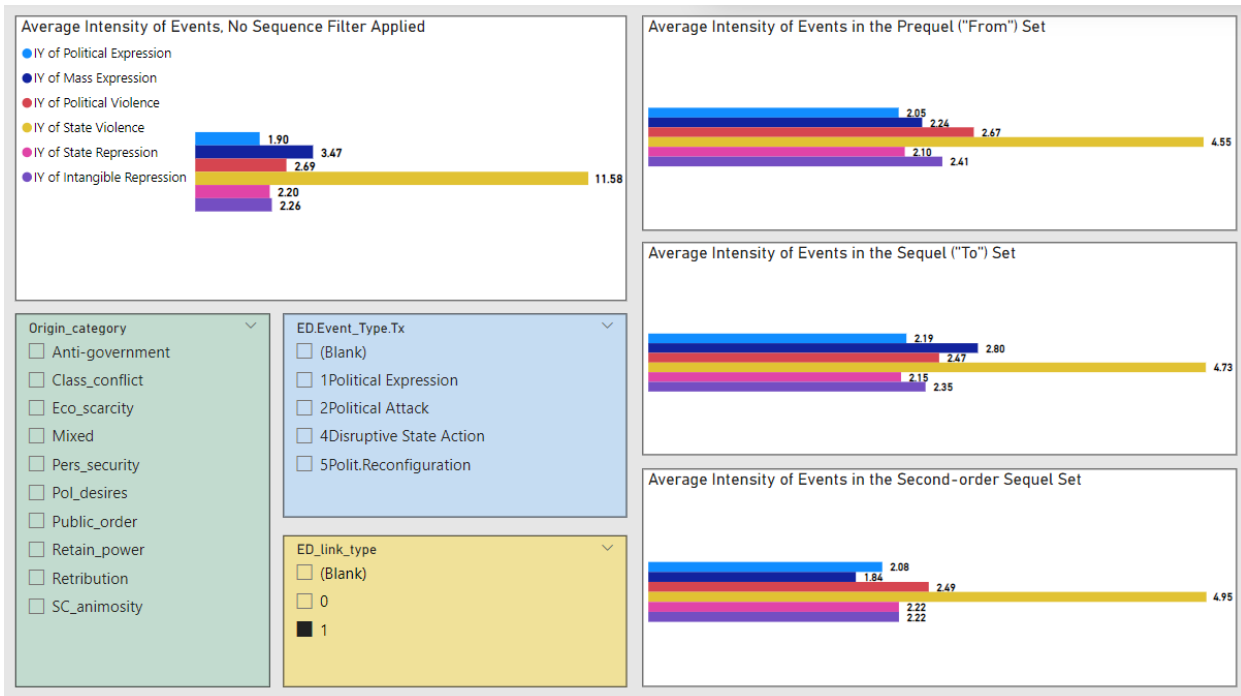 Average Intensity of Events, No Sequence Filter Applied
IY of Political Expression
IY of Mass Expression
IY of Political Violence
IY of State Violence
IY of State Repression
IY of Intangible Repression
1.90
3.47
2.69
11.58
2.20
2.26
Average Intensity of Events in the Prequel ("From") Set
2.05
2.24
2.67
4.55
2.10
2.41
Average Intensity of Events in the Sequel ("To") Set
2.19
2.80
2.47
4.73
2.15
2.35
Average Intensity of Events in the Second-order Sequel Set
2.08
1.84
2.49
4.95
2.22
2.22
Origin_category
Anti-government
Class_conflict
Eco_scarcity
Mixed
Pers_security
Pol_desires
Public_order
Retain_power
Retribution
SC_animosity
ED.Event_Type.Tx
(Blank)
1Political Expression
2Political Attack
4Disruptive State Action
5Polit.Reconfiguration
ED_link_type
(Blank)
0
1